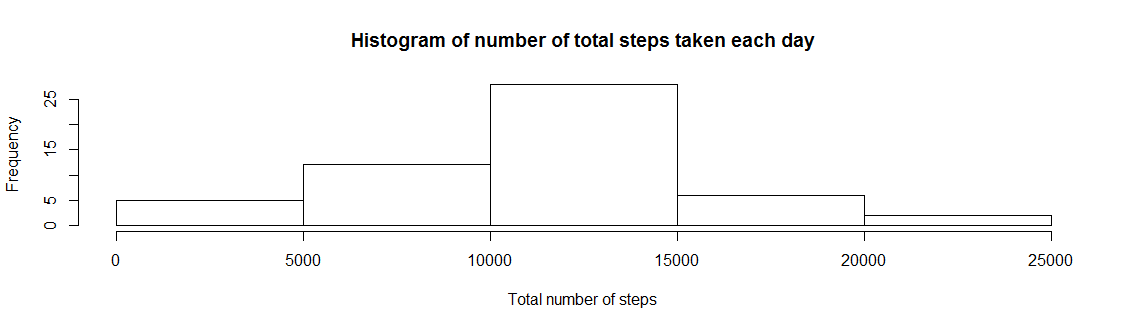 Histogram of number of total steps taken each day
Frequency
25
15
5
0
0 5000 10000 15000 20000 25000
Total number of steps